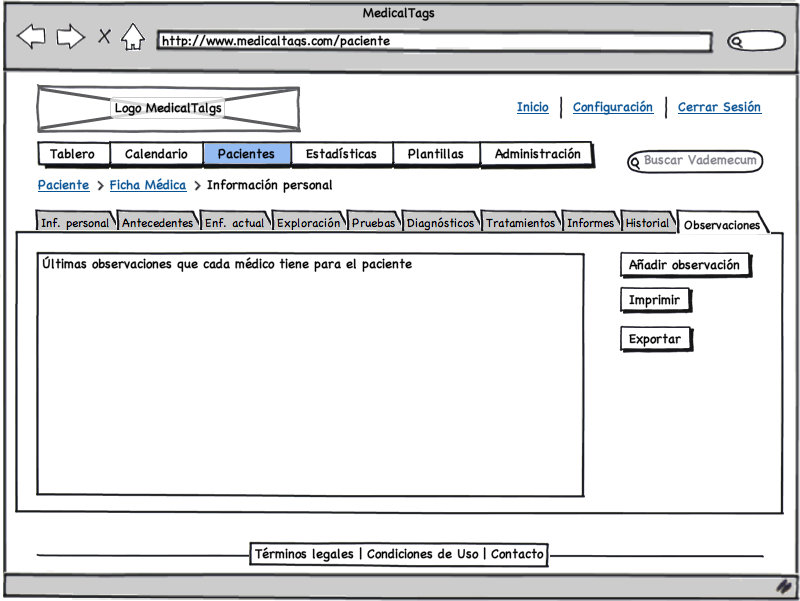 MedicalTags
http://www.medicaltags.com/paciente
Logo MedicalTalgs
Inicio | Configuración | Cerrar Sesión
Tablero Calendario Pacientes Estadísticas Plantillas Administración
Buscar Vademecum
Paciente > Ficha Médica > Información personal
Inf. personal Antecedentes Enf. actual Exploración Pruebas Diagnósticos Tratamientos Informes Historial Observaciones
Últimas observaciones que cada médico tiene para el paciente
Añadir observación
Imprimir
Exportar
Términos legales | Condiciones de Uso | Contacto